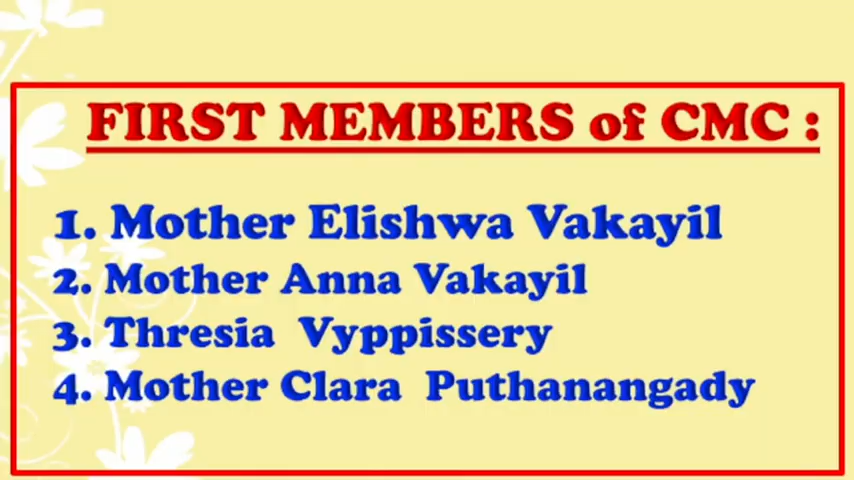 FIRST MEMBERS of CMC :
1. Mother Elishwa Vakayil
2. Mother Anna Vakayil
3. Thresia Vyppissery
4. Mother Clara Puthanangady